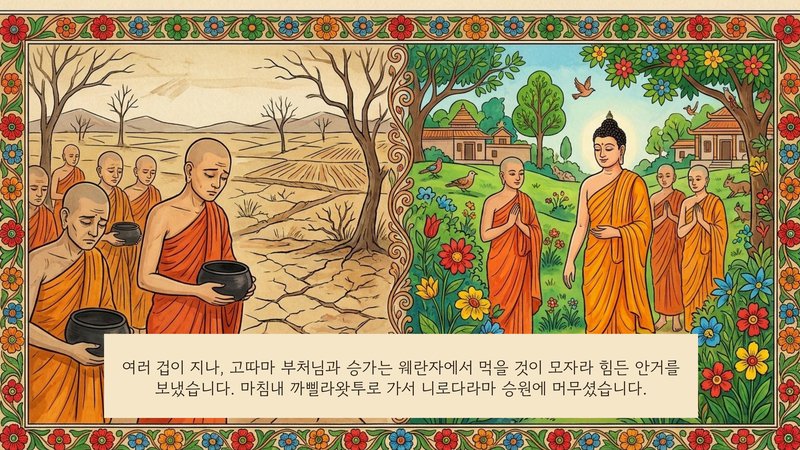 여러 겁이 지나, 고따마 부처님과 승가는 웨란자에서 먹을 것이 모자라 힘든 안거를
보냈습니다. 마침내 까삘라왓투로 가서 니로다라마 승원에 머무셨습니다.